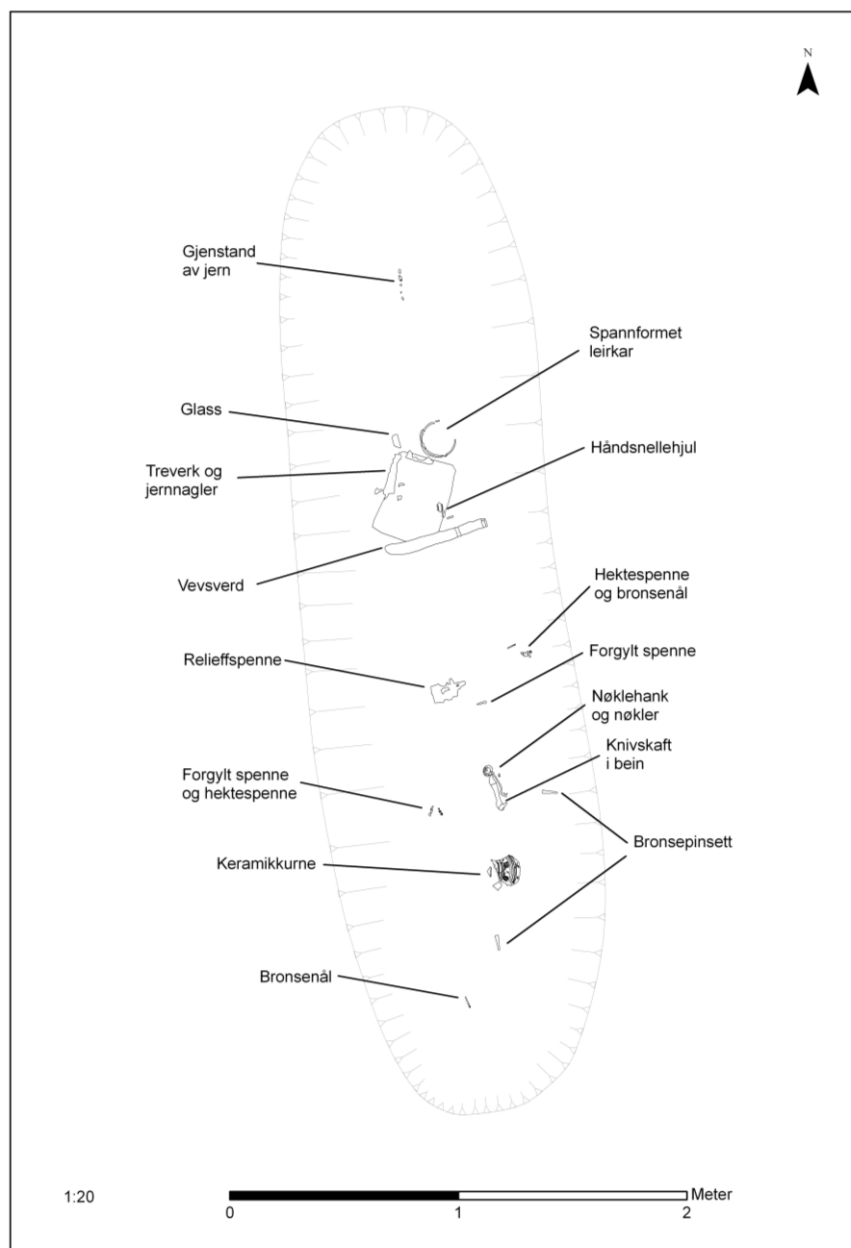 N
Gjenstand
av jern
Spannformet
leirkar
Glass
Håndsnellehjul
Treverk og
jernnagler
Vevsverd
Hektespenne
og bronsenål
Relieffspenne
Forgylt spenne
Nøklehank
og nøkler
Knivskaft
i bein
Forgylt spenne
og hektespenne
Bronsepinsett
Keramikkurne
Bronsenål
1:20
Meter
0 1 2